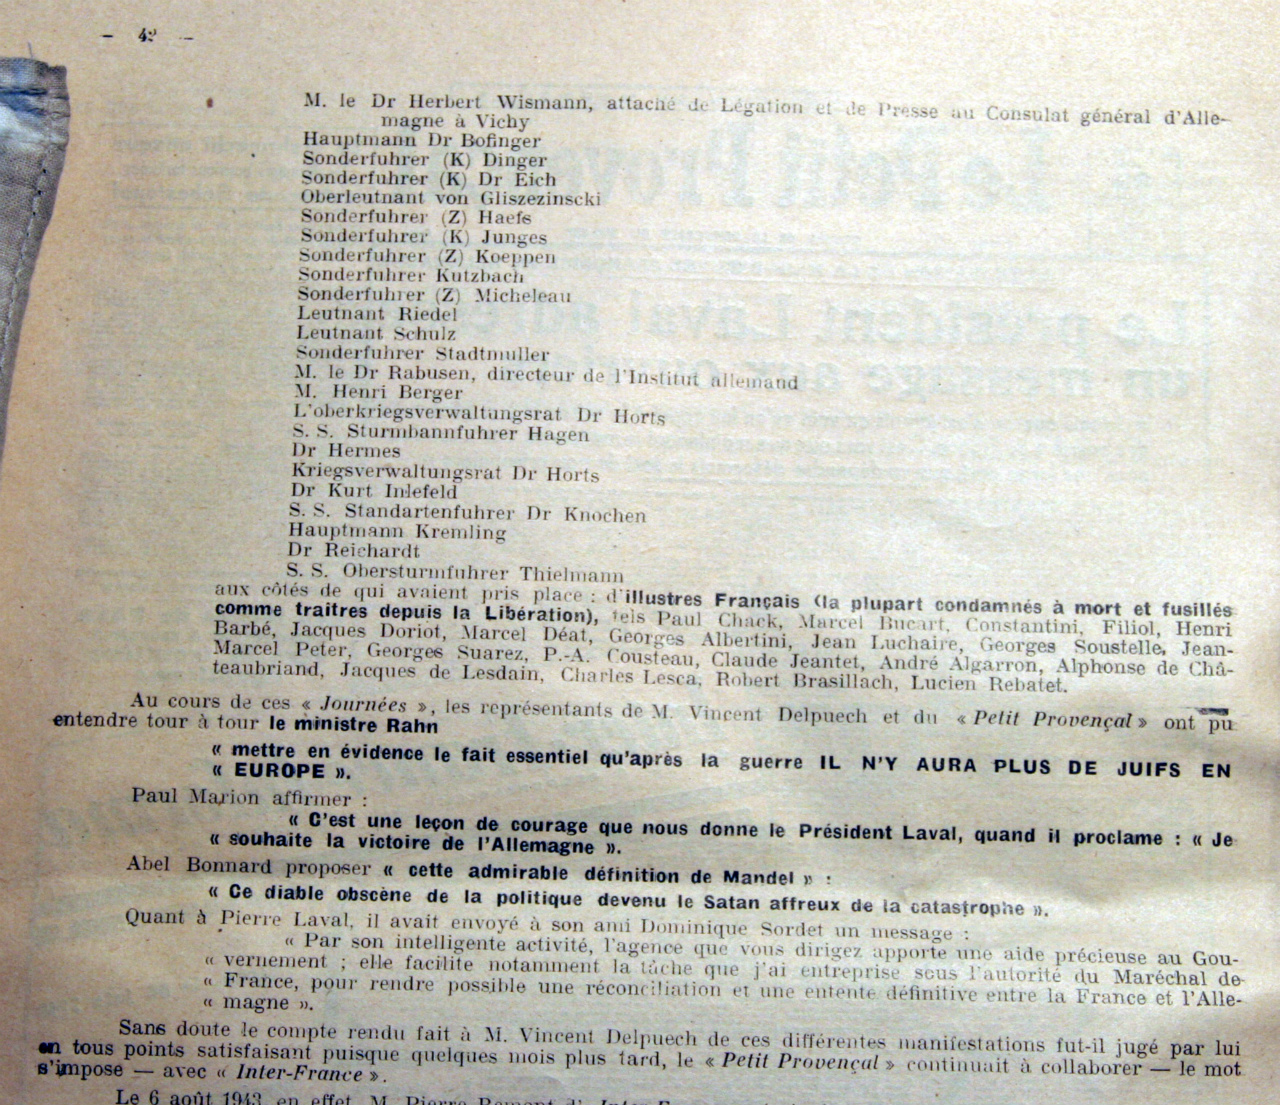 – 42 –
M. le Dr Herbert Wismann, attaché de Légation et de Presse au Consulat général d'Alle-
magne à Vichy
Hauptmann Dr Bofinger
Sonderfuhrer (K) Dinger
Sonderfuhrer (K) Dr Eich
Oberleutnant von Gliszezinscki
Sonderfuhrer (Z) Haefs
Sonderfuhrer (K) Junges
Sonderfuhrer (Z) Koeppen
Sonderfuhrer Kutzbach
Sonderfuhrer (Z) Micheleau
Leutnant Riedel
Leutnant Schulz
Sonderfuhrer Stadtmuller
M. le Dr Rabusen, directeur de l'Institut allemand
M. Henri Berger
L'oberkriegsverwaltungsrat Dr Horts
S. S. Sturmbannfuhrer Hagen
Dr Hermes
Kriegsverwaltungsrat Dr Horts
Dr Kurt Inlefeld
S. S. Standartenfuhrer Dr Knochen
Hauptmann Kremling
Dr Reichardt
S. S. Obersturmfuhrer Thielmann
aux côtés de qui avaient pris place : d'illustres Français (la plupart condamnés à mort et fusillés
comme traîtres depuis la Libération), tels Paul Chack, Marcel Bucart, Constantini, Filiol, Henri
Barbé, Jacques Doriot, Marcel Déat, Georges Albertini, Jean Luchaire, Georges Soustelle, Jean-
Marcel Peter, Georges Suarez, P.-A. Cousteau, Claude Jeantet, André Algarron, Alphonse de Châ-
teaubriand, Jacques de Lesdain, Charles Lesca, Robert Brasillach, Lucien Rebatet.
Au cours de ces « Journées », les représentants de M. Vincent Delpuech et du « Petit Provençal » ont pu
entendre tour à tour le ministre Rahn
« mettre en évidence le fait essentiel qu'après la guerre IL N'Y AURA PLUS DE JUIFS EN
« EUROPE ».
Paul Marion affirmer :
« C'est une leçon de courage que nous donne le Président Laval, quand il proclame : « Je
« souhaite la victoire de l'Allemagne ».
Abel Bonnard proposer « cette admirable définition de Mandel » :
« Ce diable obscène de la politique devenu le Satan affreux de la catastrophe ».
Quant à Pierre Laval, il avait envoyé à son ami Dominique Sordet un message :
« Par son intelligente activité, l'agence que vous dirigez apporte une aide précieuse au Gou-
« vernement ; elle facilite notamment la tâche que j'ai entreprise sous l'autorité du Maréchal de
« France, pour rendre possible une réconciliation et une entente définitive entre la France et l'Alle-
« magne ».
Sans doute le compte rendu fait à M. Vincent Delpuech de ces différentes manifestations fut-il jugé par lui
en tous points satisfaisant puisque quelques mois plus tard, le « Petit Provençal » continuait à collaborer — le mot
s'impose — avec « Inter-France ».
Le 6 août 1943, en effet, M. Pierre